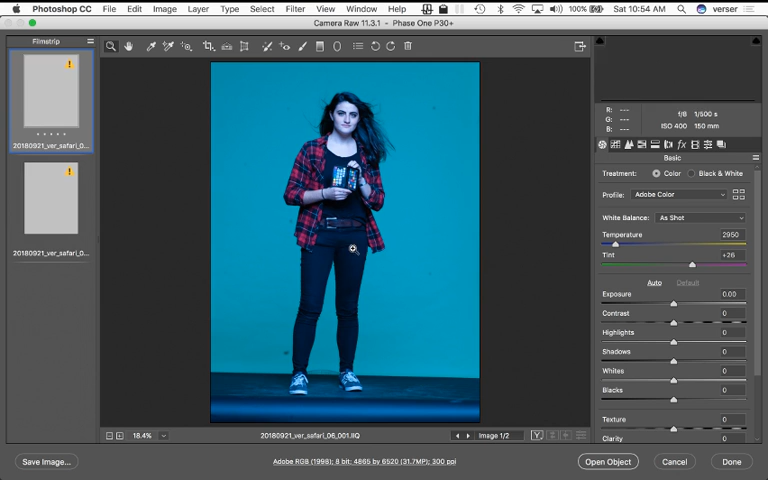 Photoshop CC File Edit Image Layer Type Select Filter View Window Help 100% Sat 10:54 AM verser
Camera Raw 11.3.1 - Phase One P30+
Filmstrip
20180921_ver_safari_0...
20180921_ver_safari_0...
18.4%
20180921_ver_safari_06_001.IIQ
Image 1/2
Save Image...
Adobe RGB (1998); 8 bit: 4865 by 6520 (31.7MP); 300 ppi
R: ---
G: ---
B: ---
f/8 1/500 s
ISO 400 150 mm
Basic
Treatment: Color Black & White
Profile: Adobe Color
White Balance: As Shot
Temperature 2950
Tint +26
Auto Default
Exposure 0.00
Contrast 0
Highlights 0
Shadows 0
Whites 0
Blacks 0
Texture 0
Clarity 0
Open Object Cancel Done